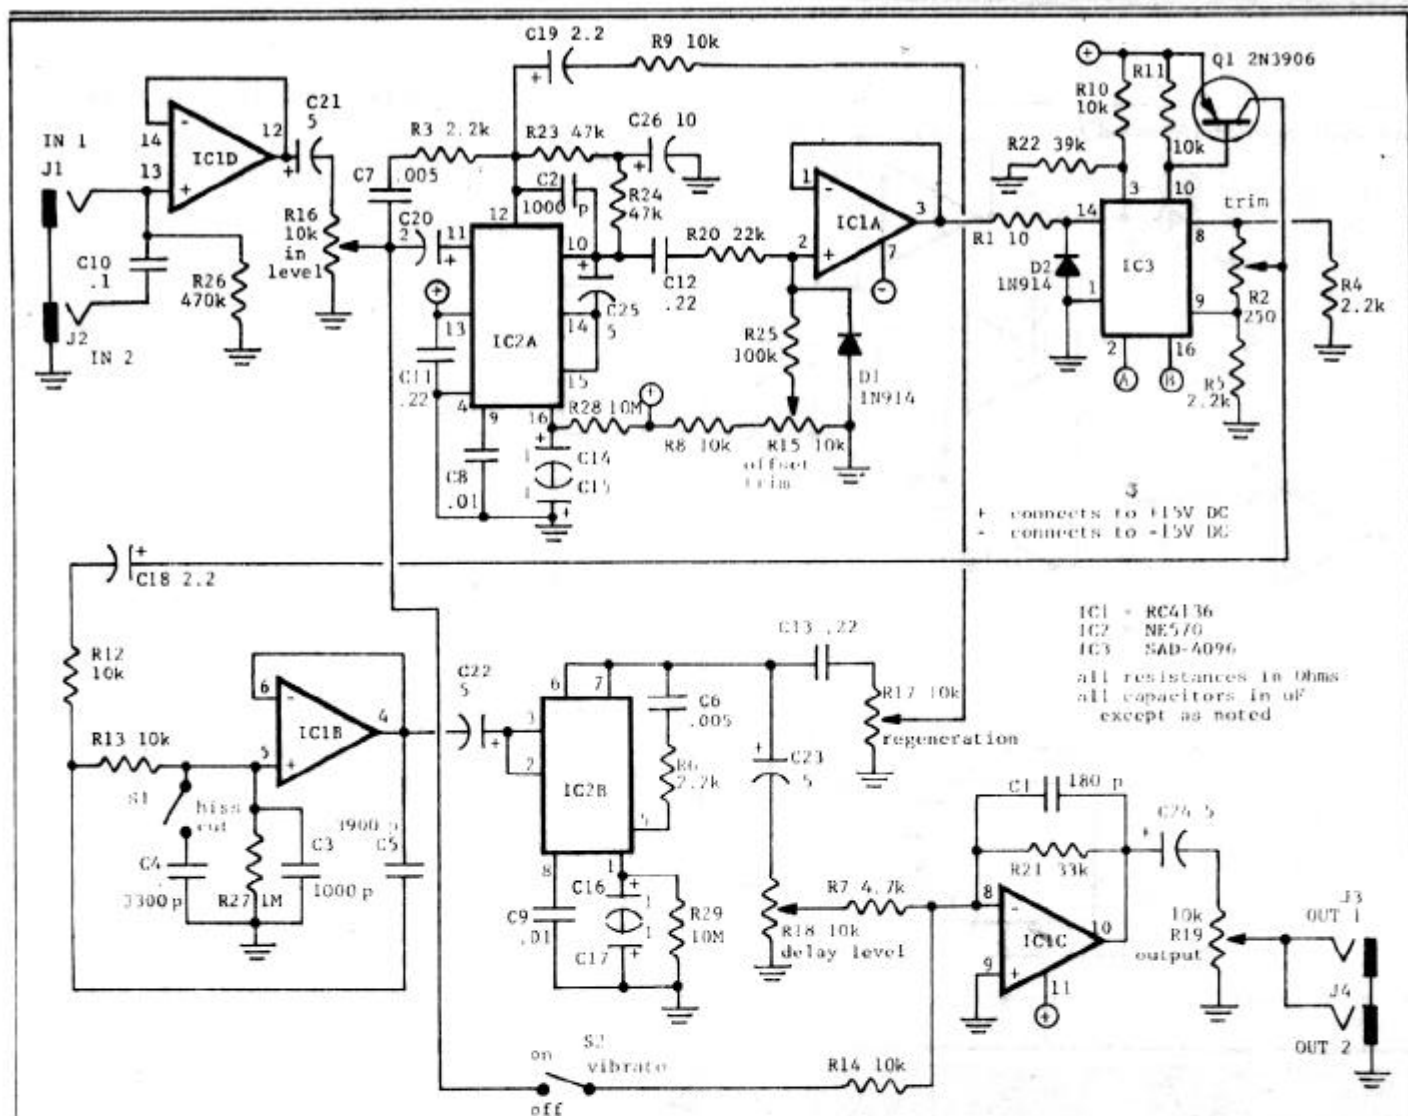 C19 2.2
R9 10k
+
Q1 2N3906
R11
R10
10k
10k
C21
5
12
14
-
IN 1
J1
13
+
IC1D
R3 2.2k
R23 47k
C26 10
+
C7
.005
C2
1000 p
R24
47k
R22 39k
3
10
trim
R16
10k
in
level
C20
2
+
11
12
10
+
R20 22k
1
-
IC1A
3
2
+
7
-
R1 10
14
8
D2
1N914
IC3
1
9
2
16
A
B
R2
250
R4
2.2k
R5
2.2k
C10
.1
R26
470k
J2
IN 2
+
13
IC2A
14
15
C25
5
C12
.22
R25
100k
D1
1N914
C11
.22
4
9
16
R28 10M
+
R8 10k
R15 10k
offset
trim
C8
.01
+
1
C14
1
C15
+
+ connects to +15V DC
- connects to -15V DC
C18 2.2
+
IC1 - RC4136
IC2 NE570
IC3 SAD-4096
all resistances in Ohms
all capacitors in uF
except as noted
R12
10k
6
-
IC1B
4
5
+
R13 10k
S1
hiss
cut
C4
3300 p
R27 1M
C3
1000 p
3900 p
C5
C22
5
+
6
7
3
2
IC2B
5
8
1
C6
.005
R6
2.2k
C13 .22
R17 10k
regeneration
+
C23
5
C9
.01
C16
+
1
1
C17
+
R29
10M
R18 10k
delay level
R7 4.7k
C1
180 p
R21 33k
8
-
IC1C
10
9
+
11
+
C24 5
+
10k
R19
output
J3
OUT 1
J4
OUT 2
S2
vibrato
on
off
R14 10k